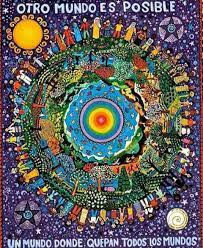 OTRO MUNDO ES POSIBLE
UN MUNDO DONDE QUEPAN TODOS LOS MUNDOS